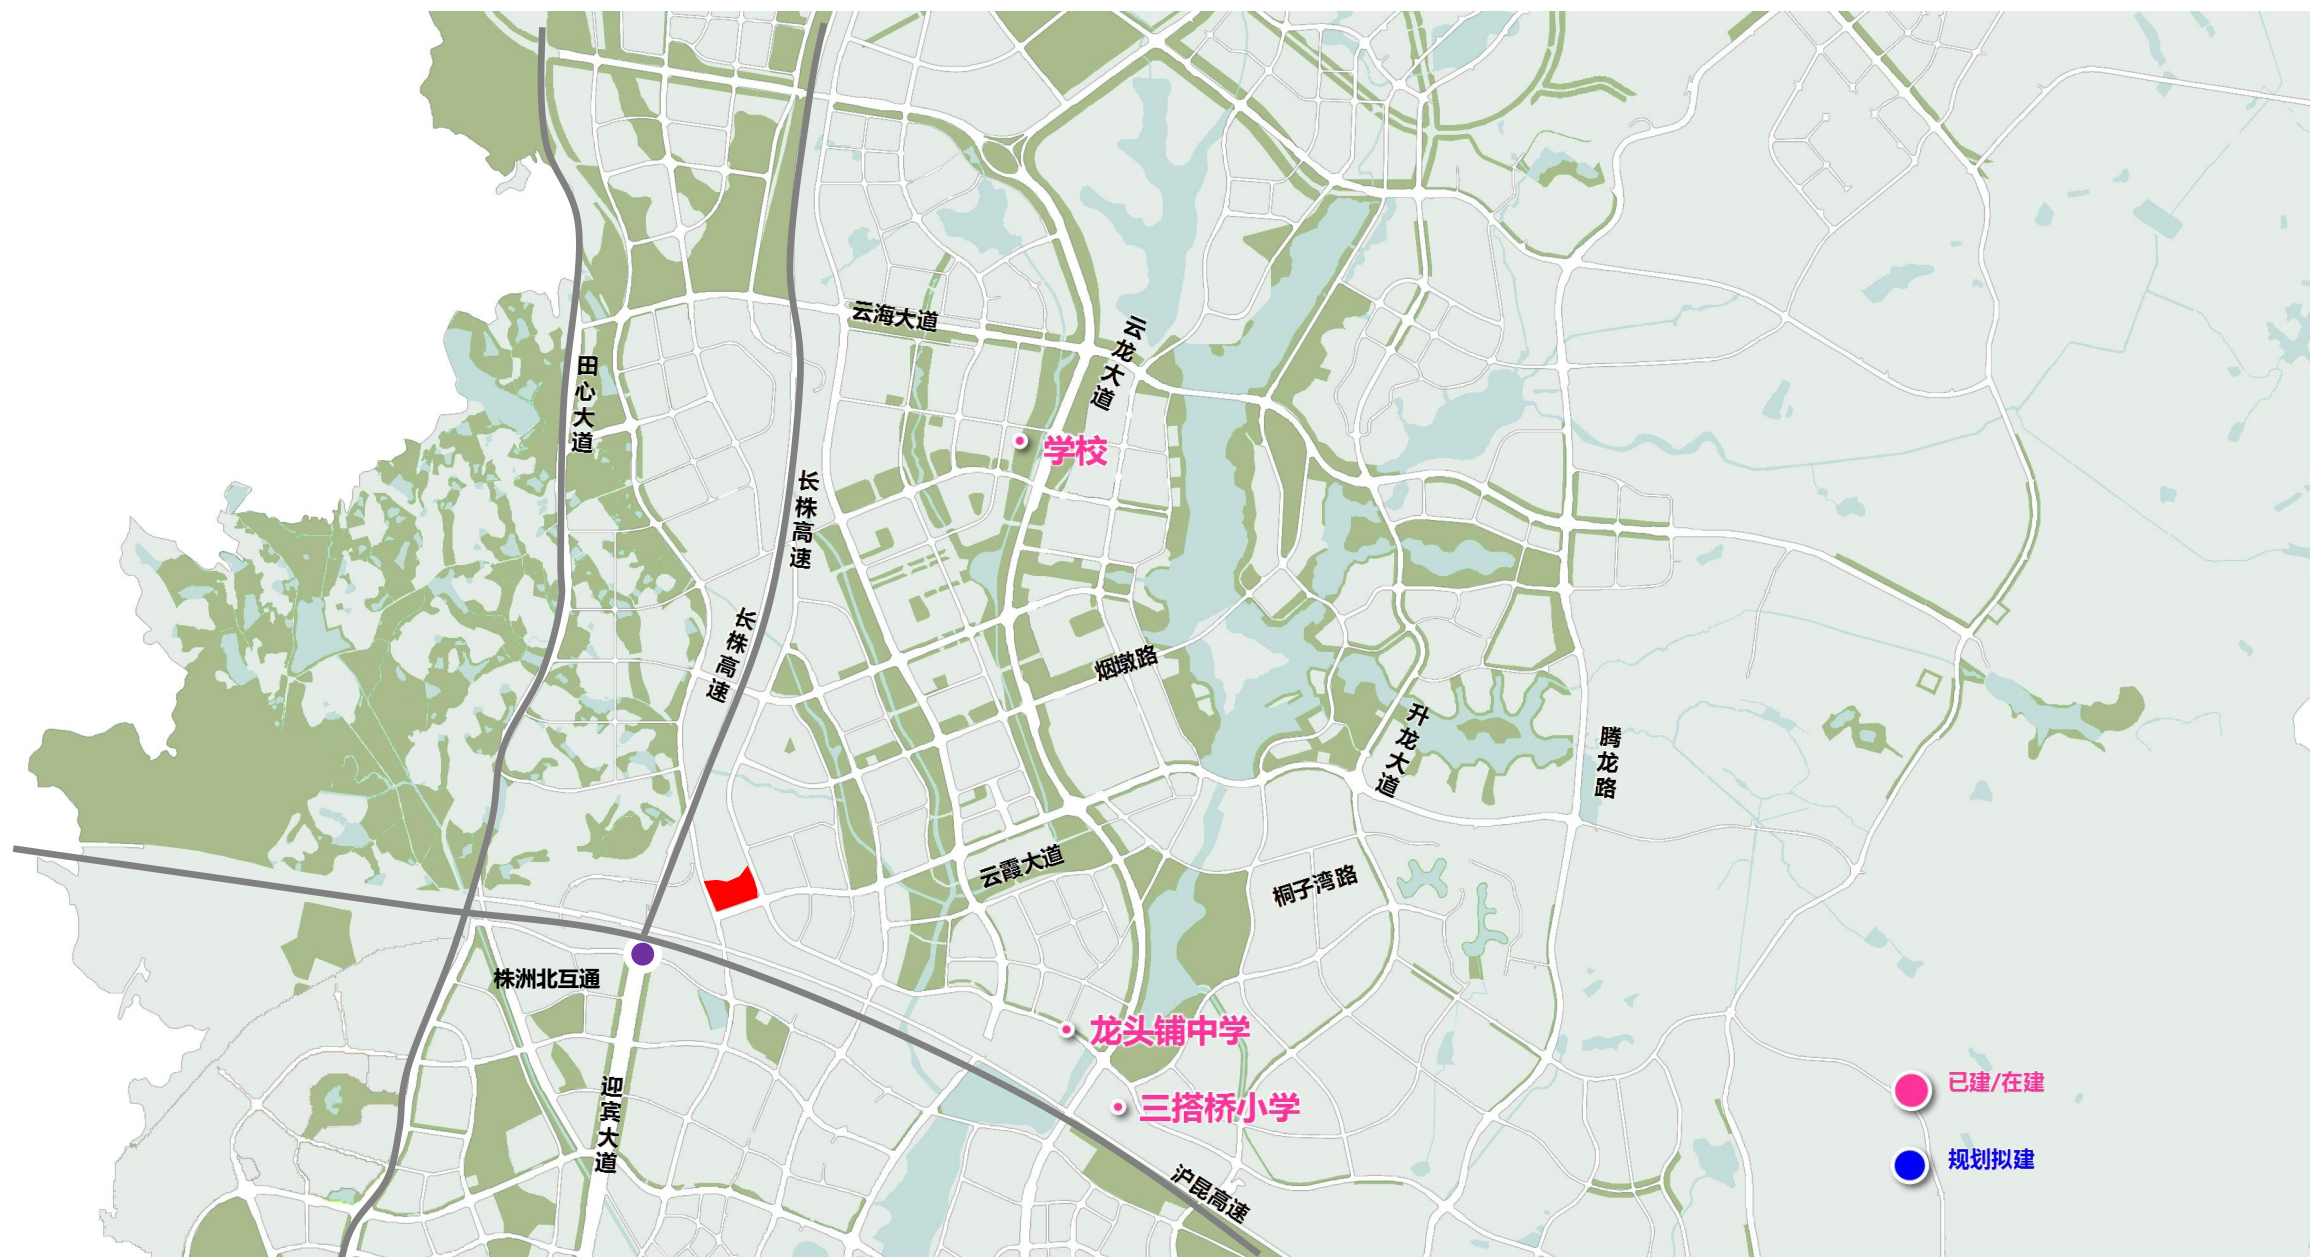 云海大道
云龙大道
田心大道
学校
长株高速
长株高速
烟墩路
升龙大道
腾龙路
云霞大道
桐子湾路
株洲北互通
龙头铺中学
迎宾大道
三搭桥小学
沪昆高速
已建/在建
规划拟建